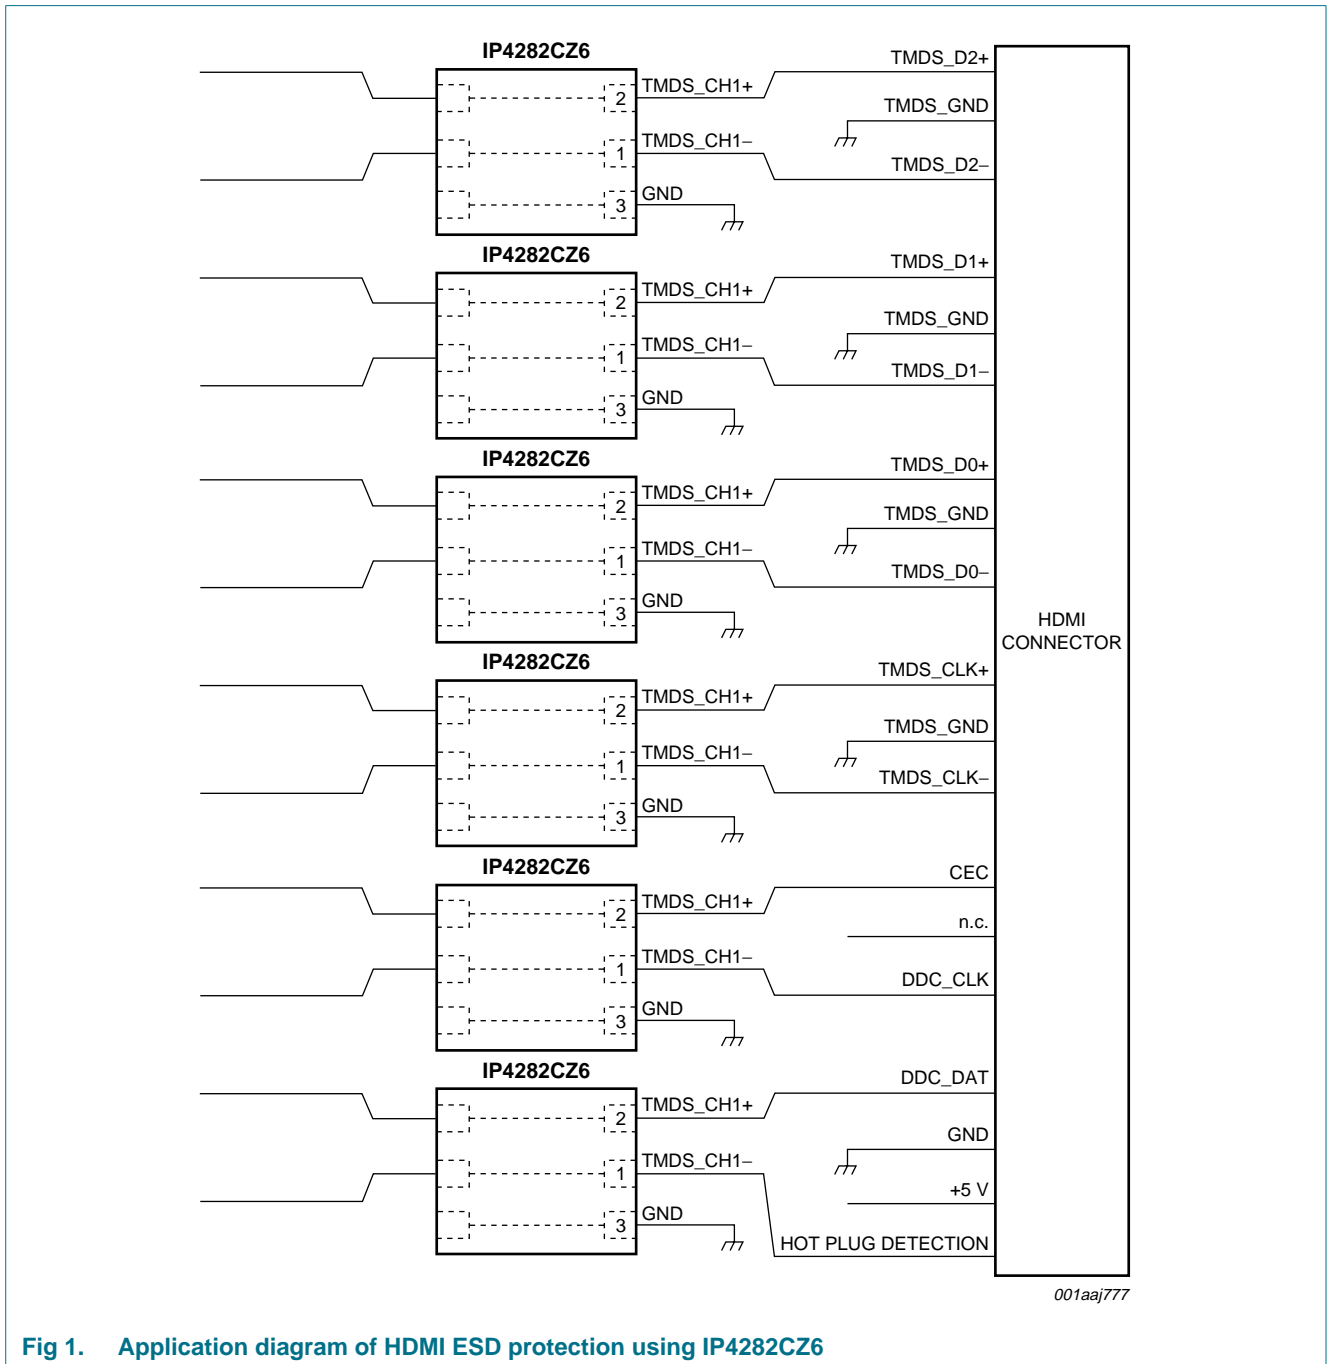 IP4282CZ6
TMDS_D2+
TMDS_CH1+
2
TMDS_GND
TMDS_CH1−
1
TMDS_D2−
GND
3
IP4282CZ6
TMDS_D1+
TMDS_CH1+
2
TMDS_GND
TMDS_CH1−
1
TMDS_D1−
GND
3
IP4282CZ6
TMDS_D0+
TMDS_CH1+
2
TMDS_GND
TMDS_CH1−
1
TMDS_D0−
GND
3
HDMI
CONNECTOR
IP4282CZ6
TMDS_CLK+
TMDS_CH1+
2
TMDS_GND
TMDS_CH1−
1
TMDS_CLK−
GND
3
IP4282CZ6
CEC
TMDS_CH1+
2
n.c.
TMDS_CH1−
1
DDC_CLK
GND
3
IP4282CZ6
DDC_DAT
TMDS_CH1+
2
GND
TMDS_CH1−
1
+5 V
GND
3
HOT PLUG DETECTION
001aaj777
Fig 1. Application diagram of HDMI ESD protection using IP4282CZ6